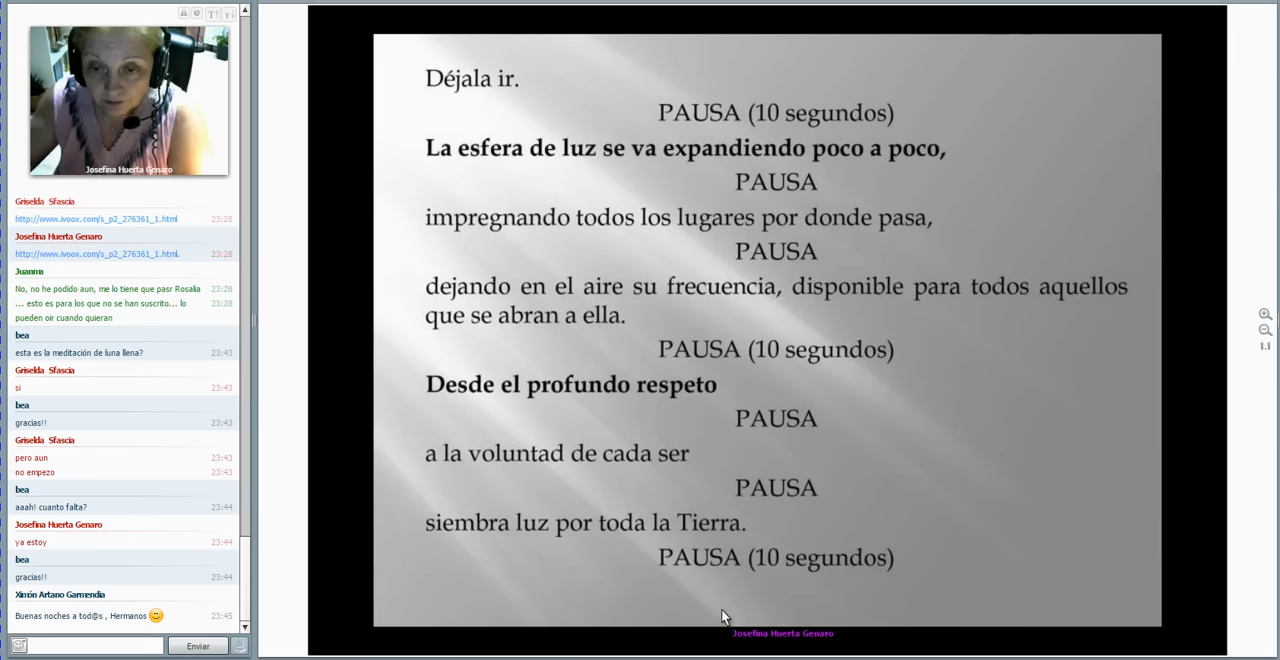 Josefina Huerta Genaro
Griselda Sfascia
http://www.ivoox.com/s_p2_276361_1.html 23:28
Josefina Huerta Genaro
http://www.ivoox.com/s_p2_276361_1.html. 23:28
Juanma
No, no he podido aun, me lo tiene que pasr Rosalia 23:28
... esto es para los que no se han suscrito... lo 23:28
pueden oir cuando quieran
bea
esta es la meditación de luna llena? 23:43
Griselda Sfascia
si 23:43
bea
gracias!! 23:43
Griselda Sfascia
pero aun 23:43
no empezo 23:43
bea
aaah! cuanto falta? 23:44
Josefina Huerta Genaro
ya estoy 23:44
bea
gracias!! 23:44
Ximón Artano Garmendia
Buenas noches a tod@s , Hermanos 23:45
Enviar
Déjala ir.
PAUSA (10 segundos)
La esfera de luz se va expandiendo poco a poco,
PAUSA
impregnando todos los lugares por donde pasa,
PAUSA
dejando en el aire su frecuencia, disponible para todos aquellos
que se abran a ella.
PAUSA (10 segundos)
Desde el profundo respeto
PAUSA
a la voluntad de cada ser
PAUSA
siembra luz por toda la Tierra.
PAUSA (10 segundos)
Josefina Huerta Genaro
1.1